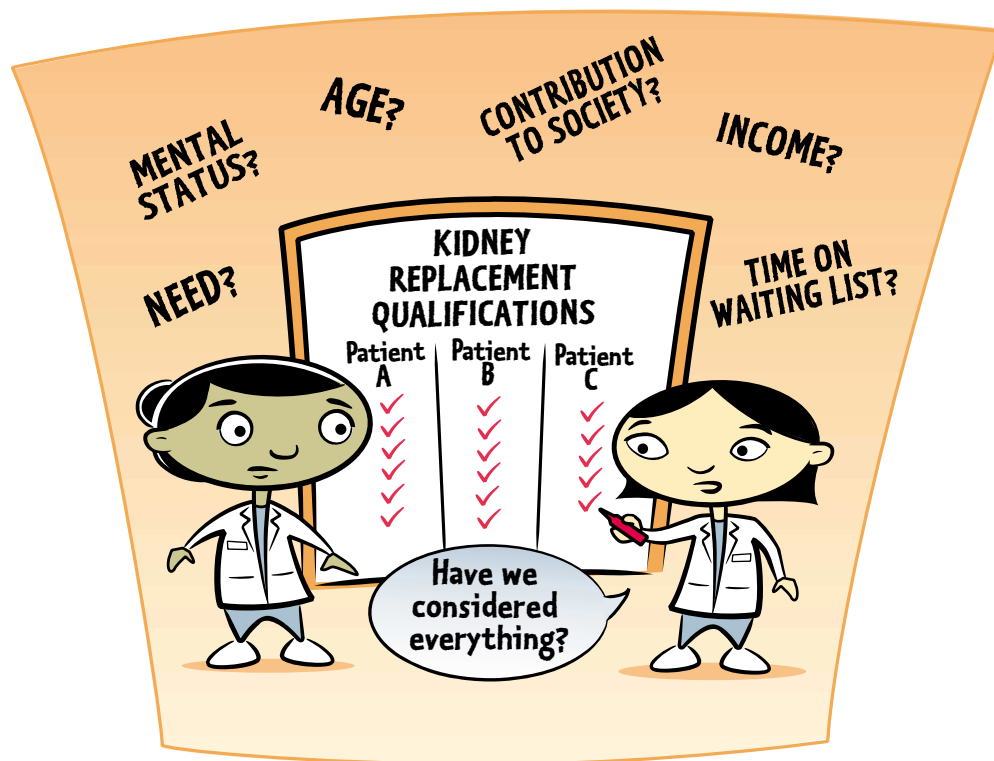 MENTAL
STATUS?
AGE?
CONTRIBUTION
TO SOCIETY?
INCOME?
NEED?
TIME ON
WAITING LIST?
KIDNEY
REPLACEMENT
QUALIFICATIONS
Patient
A
Patient
B
Patient
C
Have we
considered
everything?